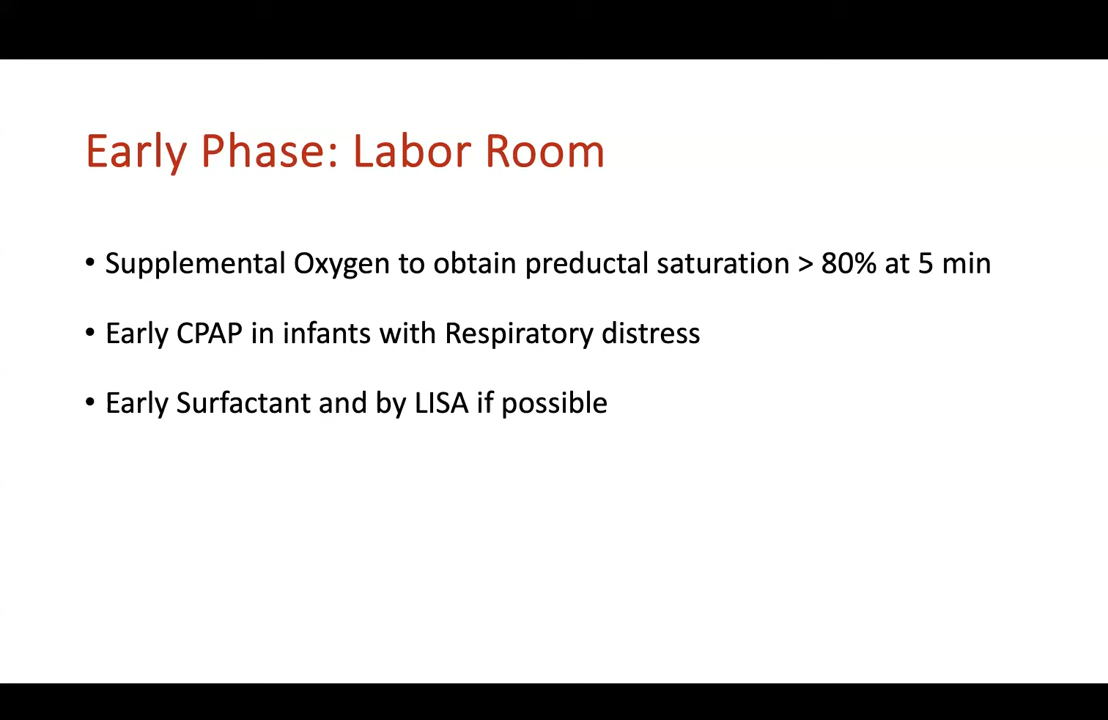 Early Phase: Labor Room
• Supplemental Oxygen to obtain preductal saturation > 80% at 5 min
• Early CPAP in infants with Respiratory distress
• Early Surfactant and by LISA if possible